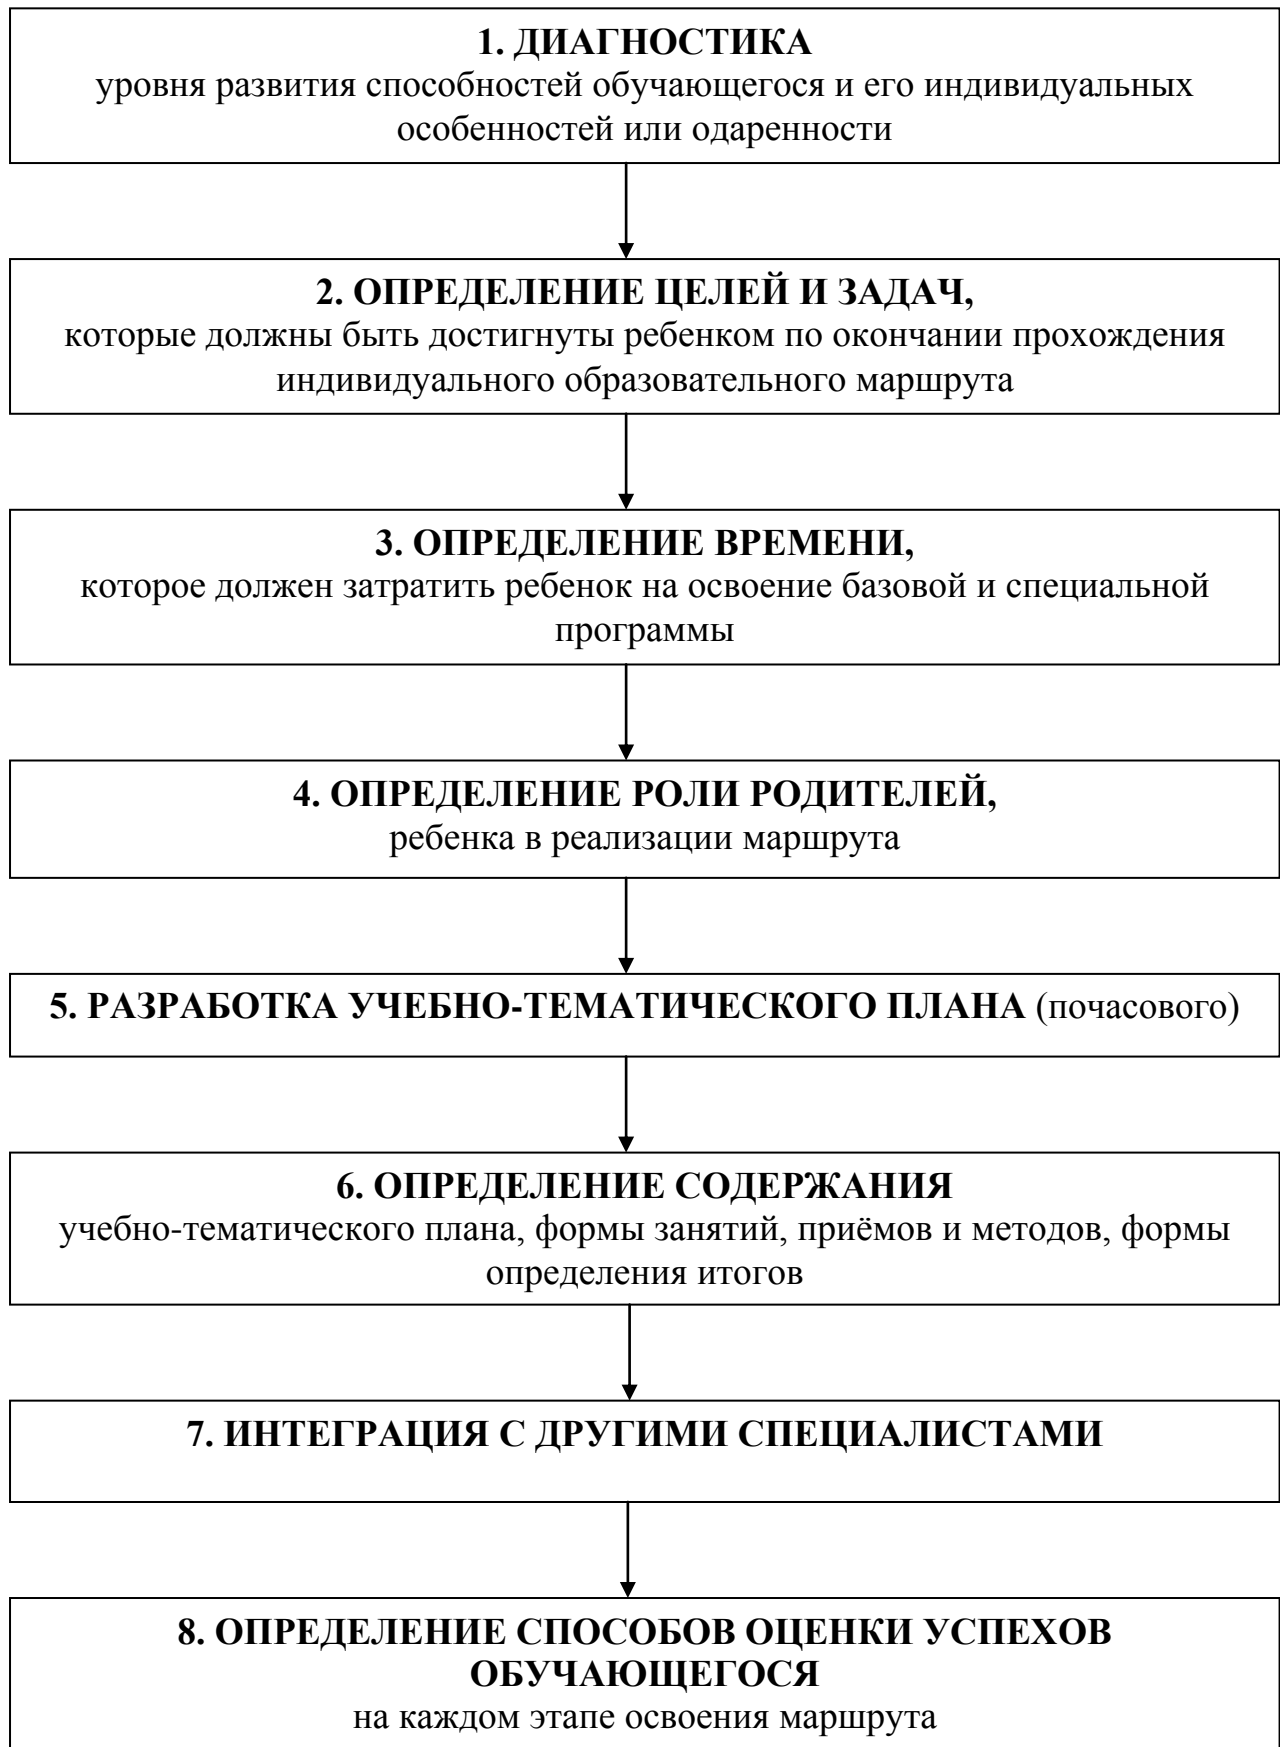 1. ДИАГНОСТИКА
уровня развития способностей обучающегося и его индивидуальных
особенностей или одаренности
2. ОПРЕДЕЛЕНИЕ ЦЕЛЕЙ И ЗАДАЧ,
которые должны быть достигнуты ребенком по окончании прохождения
индивидуального образовательного маршрута
3. ОПРЕДЕЛЕНИЕ ВРЕМЕНИ,
которое должен затратить ребенок на освоение базовой и специальной
программы
4. ОПРЕДЕЛЕНИЕ РОЛИ РОДИТЕЛЕЙ,
ребенка в реализации маршрута
5. РАЗРАБОТКА УЧЕБНО-ТЕМАТИЧЕСКОГО ПЛАНА (почасового)
6. ОПРЕДЕЛЕНИЕ СОДЕРЖАНИЯ
учебно-тематического плана, формы занятий, приёмов и методов, формы
определения итогов
7. ИНТЕГРАЦИЯ С ДРУГИМИ СПЕЦИАЛИСТАМИ
8. ОПРЕДЕЛЕНИЕ СПОСОБОВ ОЦЕНКИ УСПЕХОВ
ОБУЧАЮЩЕГОСЯ
на каждом этапе освоения маршрута